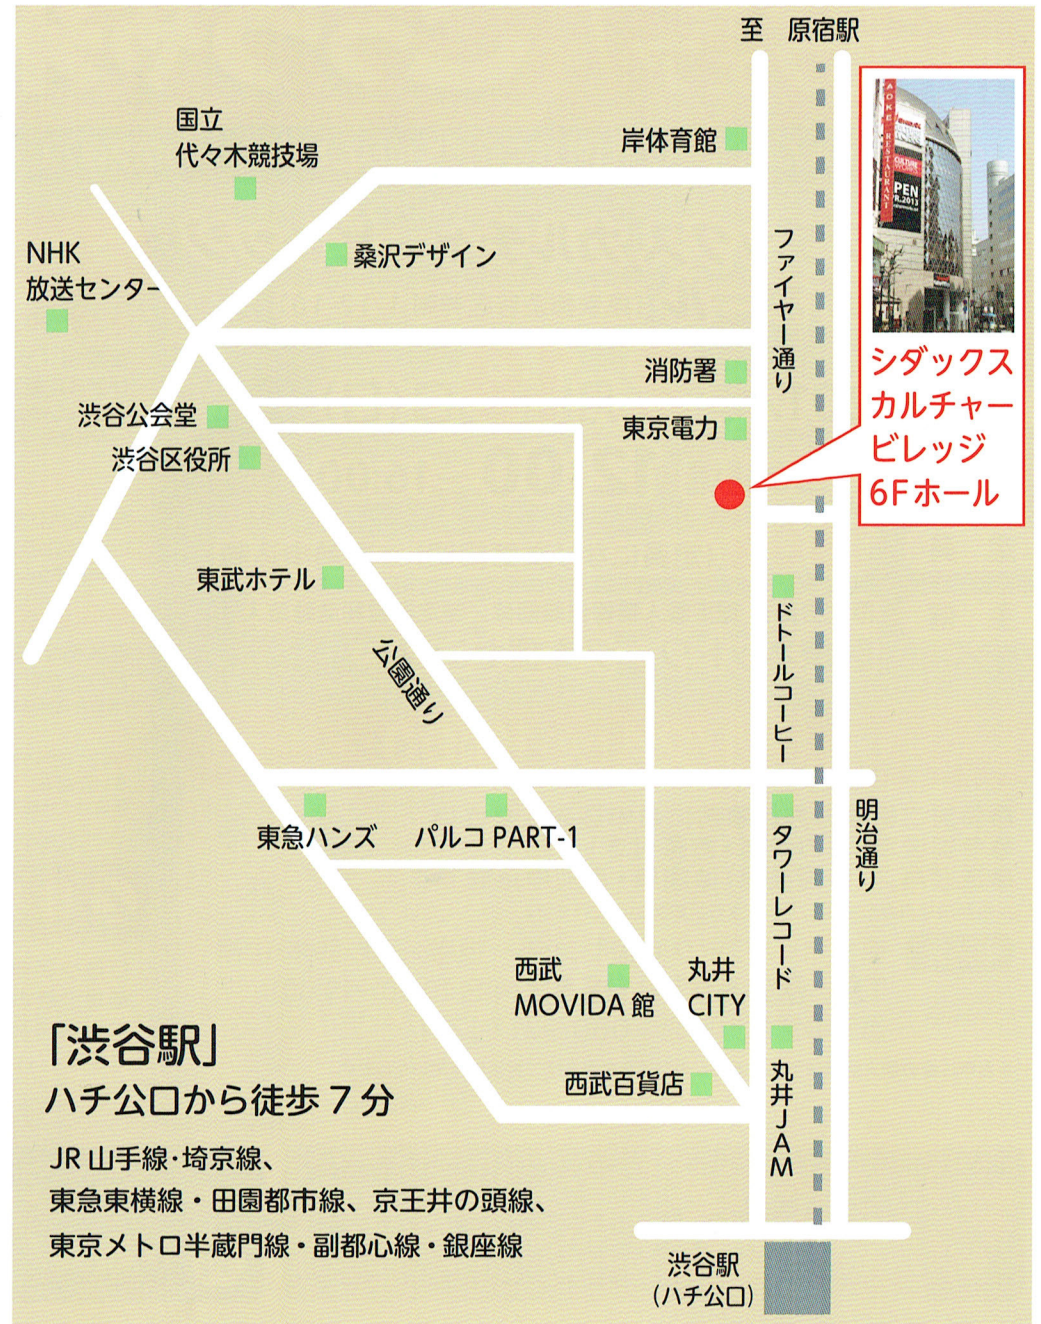 至 原宿駅
国立
代々木競技場
岸体育館
NHK
放送センター
桑沢デザイン
ファイヤー通り
AOKE RESTAURANT
CULTURE
PEN
PR.2013
シダックス
カルチャー
ビレッジ
6Fホール
消防署
東京電力
渋谷公会堂
渋谷区役所
東武ホテル
公園通り
ドトールコーヒー
東急ハンズ
パルコ PART-1
タワーレコード
明治通り
西武
MOVIDA 館
丸井
CITY
西武百貨店
丸井JAM
「渋谷駅」
ハチ公口から徒歩 7 分
JR 山手線・埼京線、
東急東横線・田園都市線、京王井の頭線、
東京メトロ半蔵門線・副都心線・銀座線
渋谷駅
(ハチ公口)